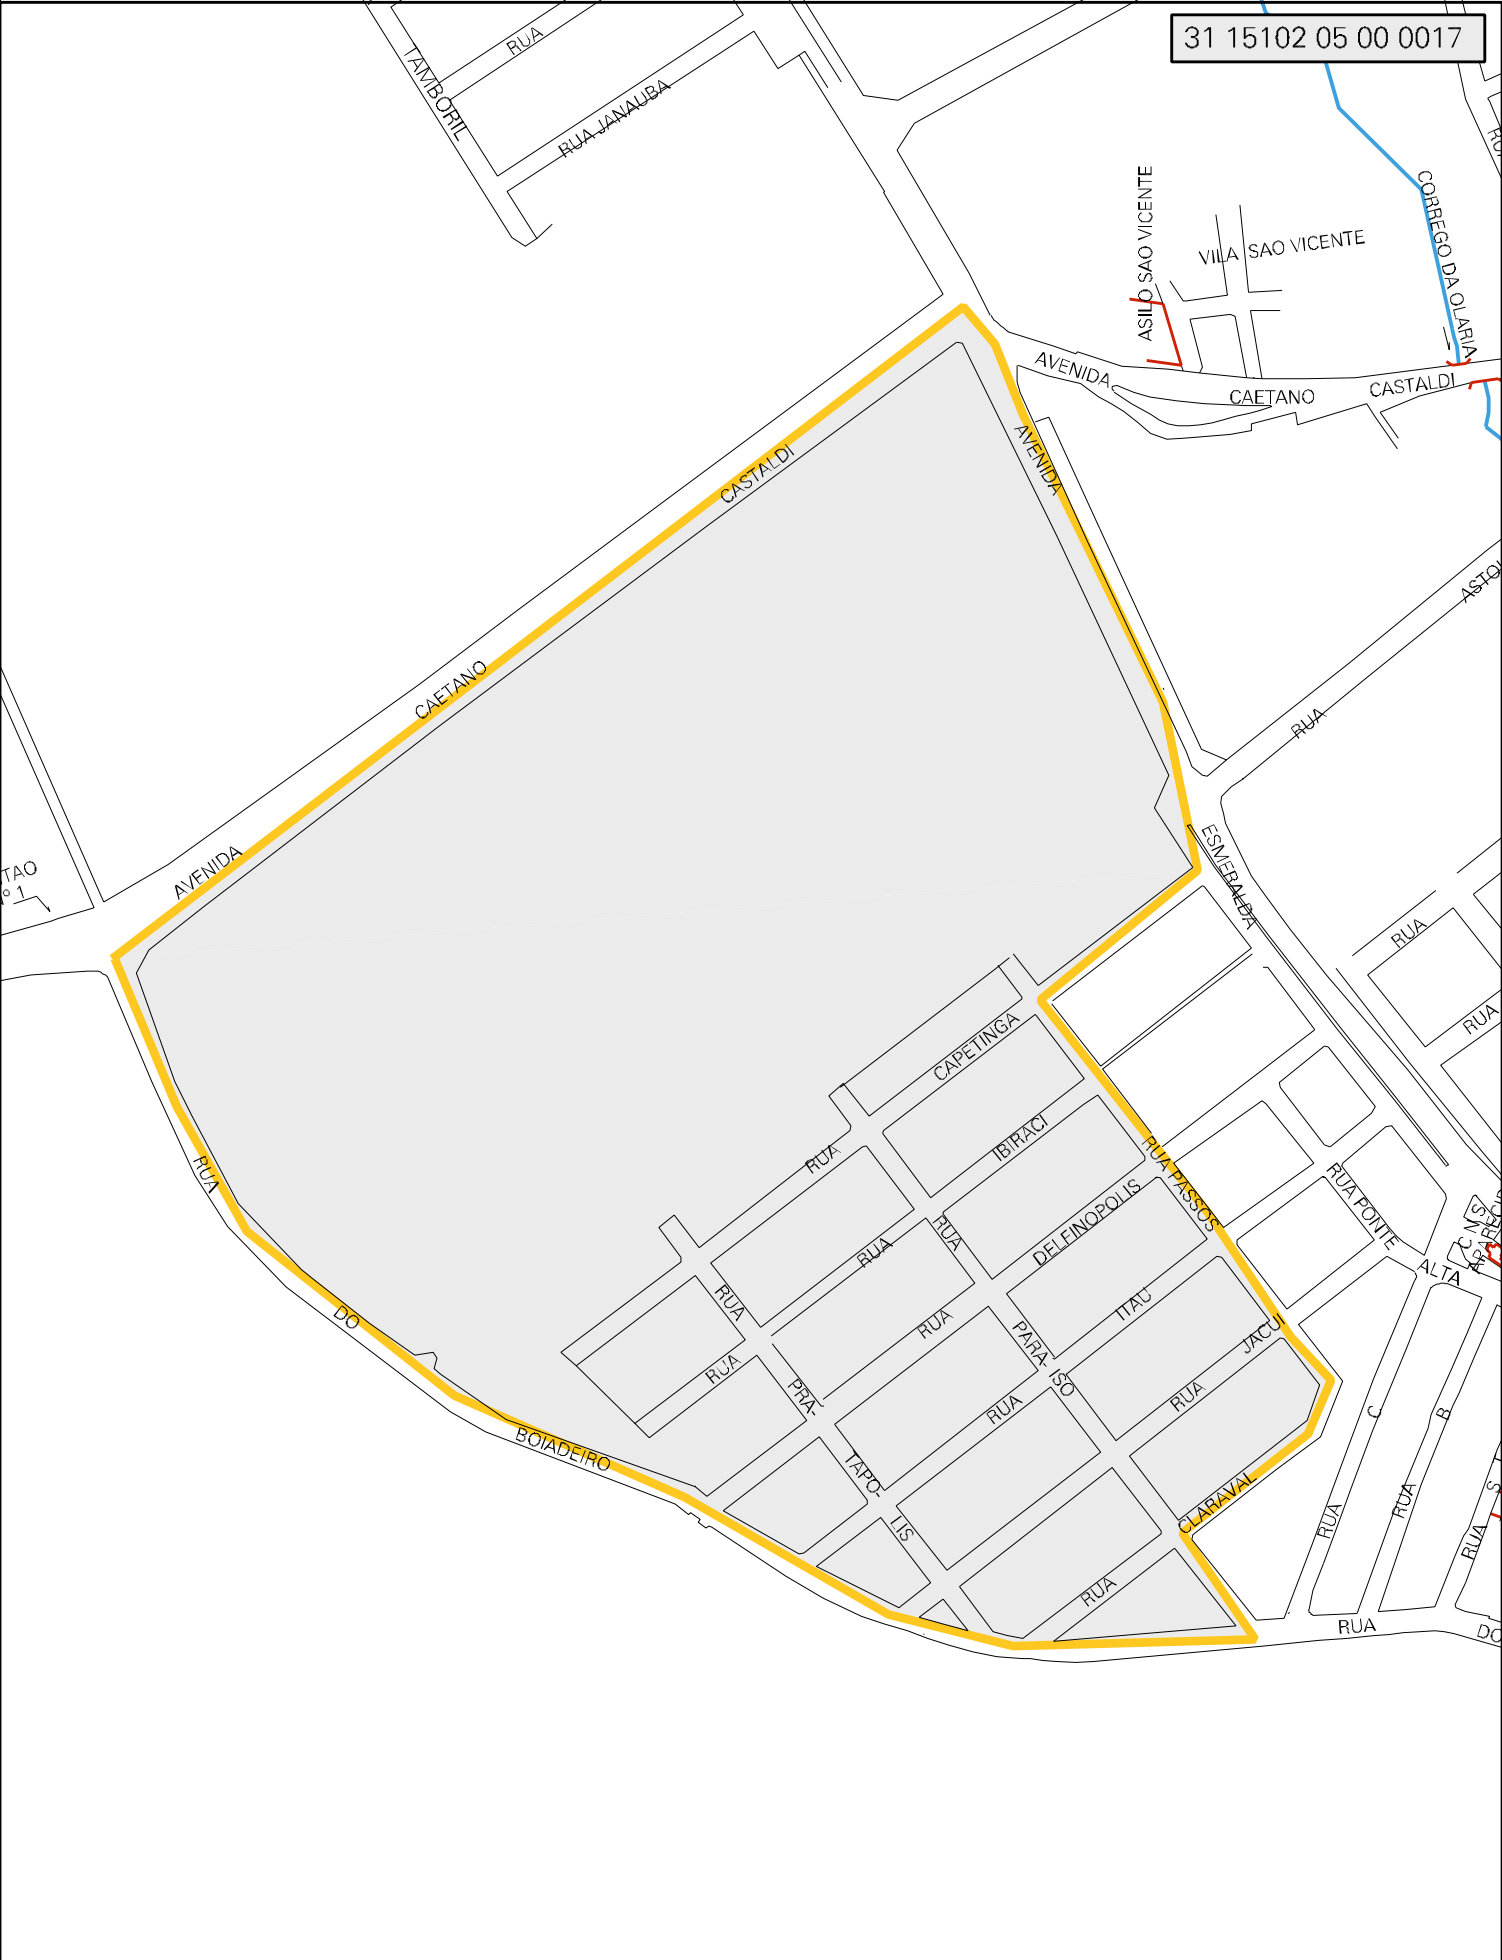 31 15102 05 00 0017
RUA
TAMBORIL
RUA JANAUBA
ASILO SAO VICENTE
VILA SAO VICENTE
CORREGO DA OLARIA
AVENIDA
CAETANO
CASTALDI
CASTALDI
AVENIDA
CAETANO
RUA
AVENIDA
ESMERALDA
RUA
RUA
CAPETINGA
IBIRACI
RUA
RUA PASSOS
RUA
DELFINOPOLIS
RUA
RUA PONTE
ALTA
RUA
DO
RUA
RUA
ITAU
PARA- ISO
JACUI
RUA
PRA-
RUA
RUA
BOIADEIRO
TAPO-
LIS
CLARAVAL
RUA
C
B
RUA
RUA
RUA
RUA
DO